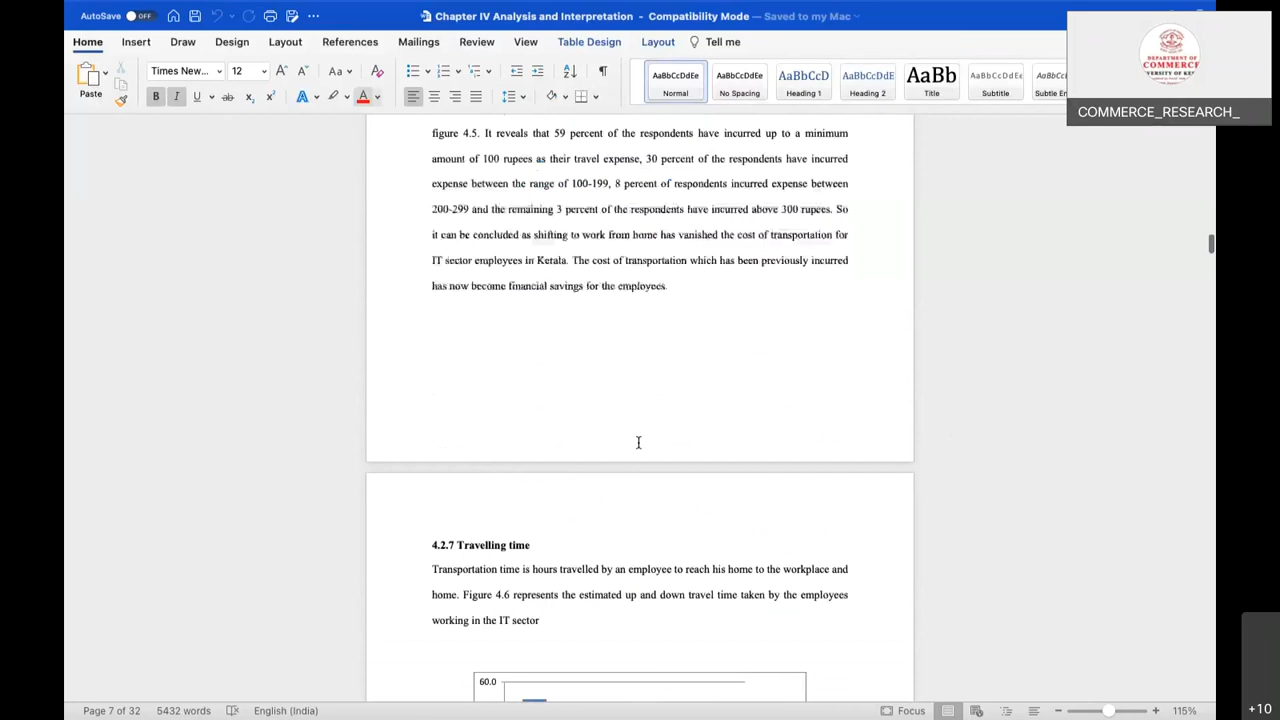 AutoSave OFF
Chapter IV Analysis and Interpretation - Compatibility Mode — Saved to my Mac
Home Insert Draw Design Layout References Mailings Review View Table Design Layout Tell me
Paste
Times New... 12
AaBbCcDdEe Normal
AaBbCcDdEe No Spacing
AaBbCcD Heading 1
AaBbCcDdE Heading 2
AaBb Title
AaBbCcDdEe Subtitle
AaBbCcDdEe Subtle En
DEPARTMENT OF
COMMERCE
COMMERCE_RESEARCH_
figure 4.5. It reveals that 59 percent of the respondents have incurred up to a minimum
amount of 100 rupees as their travel expense, 30 percent of the respondents have incurred
expense between the range of 100-199, 8 percent of respondents incurred expense between
200-299 and the remaining 3 percent of the respondents have incurred above 300 rupees. So
it can be concluded as shifting to work from home has vanished the cost of transportation for
IT sector employees in Kerala. The cost of transportation which has been previously incurred
has now become financial savings for the employees.
4.2.7 Travelling time
Transportation time is hours travelled by an employee to reach his home to the workplace and
home. Figure 4.6 represents the estimated up and down travel time taken by the employees
working in the IT sector
60.0
Page 7 of 32 5432 words English (India) Focus 115%
+10